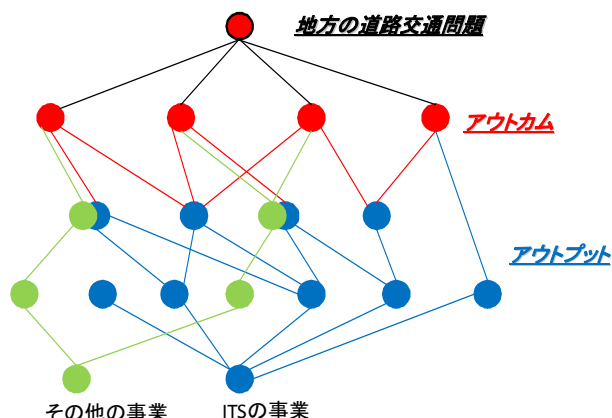 地方の道路交通問題
アウトカム
アウトプット
その他の事業
ITSの事業